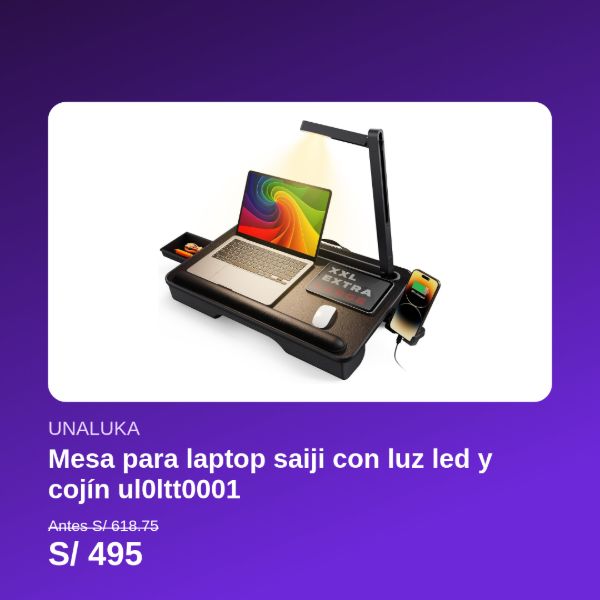 XXL
EXTRA
UNALUKA
Mesa para laptop saiji con luz led y
cojín ul0ltt0001
Antes S/ 618.75
S/ 495